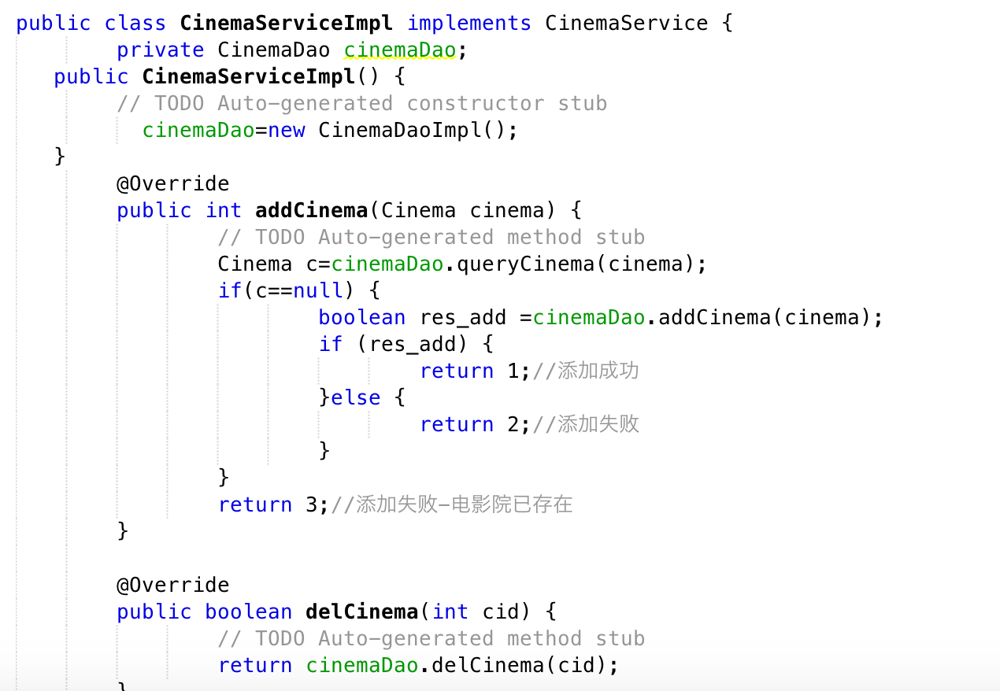 public class CinemaServiceImpl implements CinemaService {
private CinemaDao cinemaDao;
public CinemaServiceImpl() {
// TODO Auto-generated constructor stub
cinemaDao=new CinemaDaoImpl();
}
@Override
public int addCinema(Cinema cinema) {
// TODO Auto-generated method stub
Cinema c=cinemaDao.queryCinema(cinema);
if(c==null) {
boolean res_add =cinemaDao.addCinema(cinema);
if (res_add) {
return 1;//添加成功
}else {
return 2;//添加失败
}
}
return 3;//添加失败-电影院已存在
}
@Override
public boolean delCinema(int cid) {
// TODO Auto-generated method stub
return cinemaDao.delCinema(cid);
}